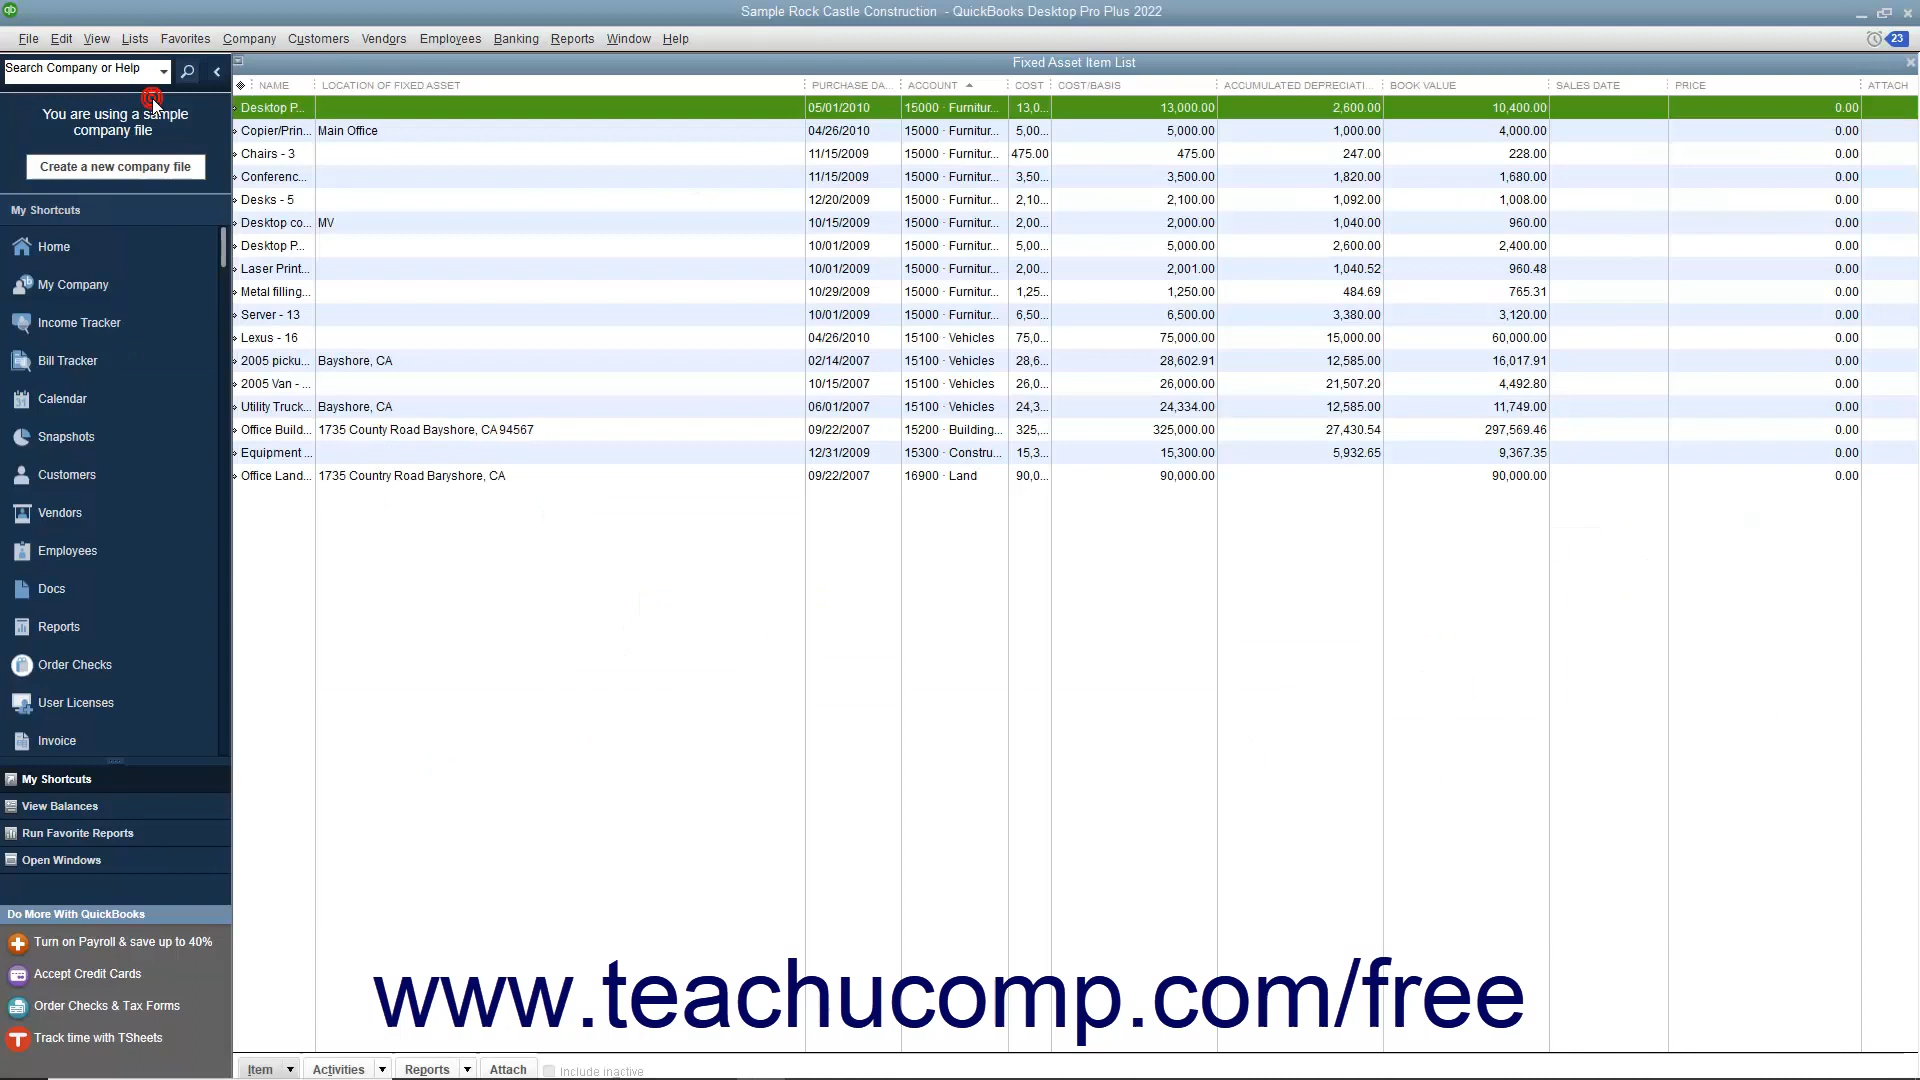 Sample Rock Castle Construction - QuickBooks Desktop Pro Plus 2022
File Edit View Lists Favorites Company Customers Vendors Employees Banking Reports Window Help 23
Search Company or Help
Fixed Asset Item List
NAME LOCATION OF FIXED ASSET PURCHASE DA... ACCOUNT COST COST/BASIS ACCUMULATED DEPRECIATI... BOOK VALUE SALES DATE PRICE ATTACH
Desktop P... 05/01/2010 15000 · Furnitur... 13,0... 13,000.00 2,600.00 10,400.00 0.00
Copier/Prin... Main Office 04/26/2010 15000 · Furnitur... 5,00... 5,000.00 1,000.00 4,000.00 0.00
Chairs - 3 11/15/2009 15000 · Furnitur... 475.00 475.00 247.00 228.00 0.00
Conferenc... 11/15/2009 15000 · Furnitur... 3,50... 3,500.00 1,820.00 1,680.00 0.00
Desks - 5 12/20/2009 15000 · Furnitur... 2,10... 2,100.00 1,092.00 1,008.00 0.00
Desktop co... MV 10/15/2009 15000 · Furnitur... 2,00... 2,000.00 1,040.00 960.00 0.00
Desktop P... 10/01/2009 15000 · Furnitur... 5,00... 5,000.00 2,600.00 2,400.00 0.00
Laser Print... 10/01/2009 15000 · Furnitur... 2,00... 2,001.00 1,040.52 960.48 0.00
Metal filling... 10/29/2009 15000 · Furnitur... 1,25... 1,250.00 484.69 765.31 0.00
Server - 13 10/01/2009 15000 · Furnitur... 6,50... 6,500.00 3,380.00 3,120.00 0.00
Lexus - 16 04/26/2010 15100 · Vehicles 75,0... 75,000.00 15,000.00 60,000.00 0.00
2005 picku... Bayshore, CA 02/14/2007 15100 · Vehicles 28,6... 28,602.91 12,585.00 16,017.91 0.00
2005 Van - ... 10/15/2007 15100 · Vehicles 26,0... 26,000.00 21,507.20 4,492.80 0.00
Utility Truck... Bayshore, CA 06/01/2007 15100 · Vehicles 24,3... 24,334.00 12,585.00 11,749.00 0.00
Office Build... 1735 County Road Bayshore, CA 94567 09/22/2007 15200 · Building... 325,... 325,000.00 27,430.54 297,569.46 0.00
Equipment ... 12/31/2009 15300 · Constru... 15,3... 15,300.00 5,932.65 9,367.35 0.00
Office Land... 1735 Country Road Baryshore, CA 09/22/2007 16900 · Land 90,0... 90,000.00 90,000.00 0.00
You are using a sample
company file
Create a new company file
My Shortcuts
Home
My Company
Income Tracker
Bill Tracker
Calendar
Snapshots
Customers
Vendors
Employees
Docs
Reports
Order Checks
User Licenses
Invoice
My Shortcuts
View Balances
Run Favorite Reports
Open Windows
Do More With QuickBooks
Turn on Payroll & save up to 40%
Accept Credit Cards
Order Checks & Tax Forms
Track time with TSheets
www.teachucomp.com/free
Item Activities Reports Attach Include inactive